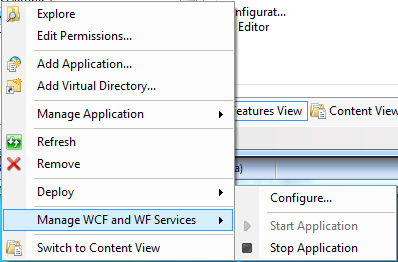 Explore
Edit Permissions...
Add Application...
Add Virtual Directory...
Manage Application
Refresh
Remove
Deploy
Manage WCF and WF Services
Switch to Content View
Configure...
Start Application
Stop Application
nfigurat...
Editor
eatures View
Content View